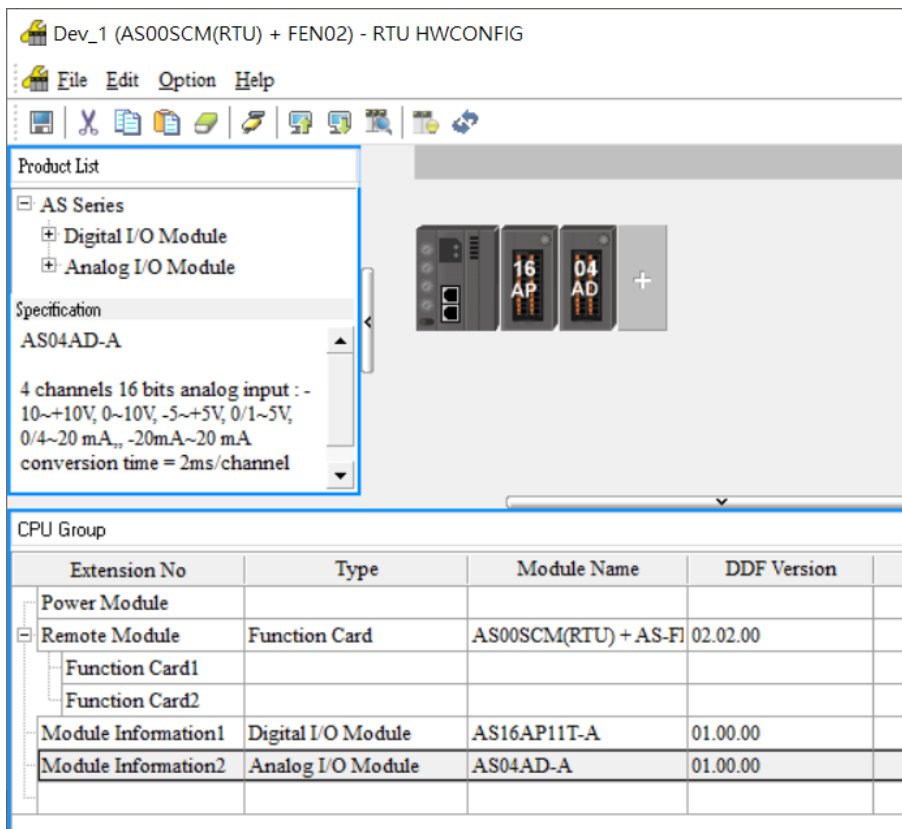 Dev_1 (AS00SCM(RTU) + FEN02) - RTU HWCONFIG
File Edit Option Help
Product List
AS Series
Digital I/O Module
Analog I/O Module
Specification
AS04AD-A
4 channels 16 bits analog input : -
10~+10V, 0~10V, -5~+5V, 0/1~5V,
0/4~20 mA,, -20mA~20 mA
conversion time = 2ms/channel
16
AP
04
AD
+
CPU Group
Extension No Type Module Name DDF Version
Power Module
Remote Module Function Card AS00SCM(RTU) + AS-FI 02.02.00
Function Card1
Function Card2
Module Information1 Digital I/O Module AS16AP11T-A 01.00.00
Module Information2 Analog I/O Module AS04AD-A 01.00.00